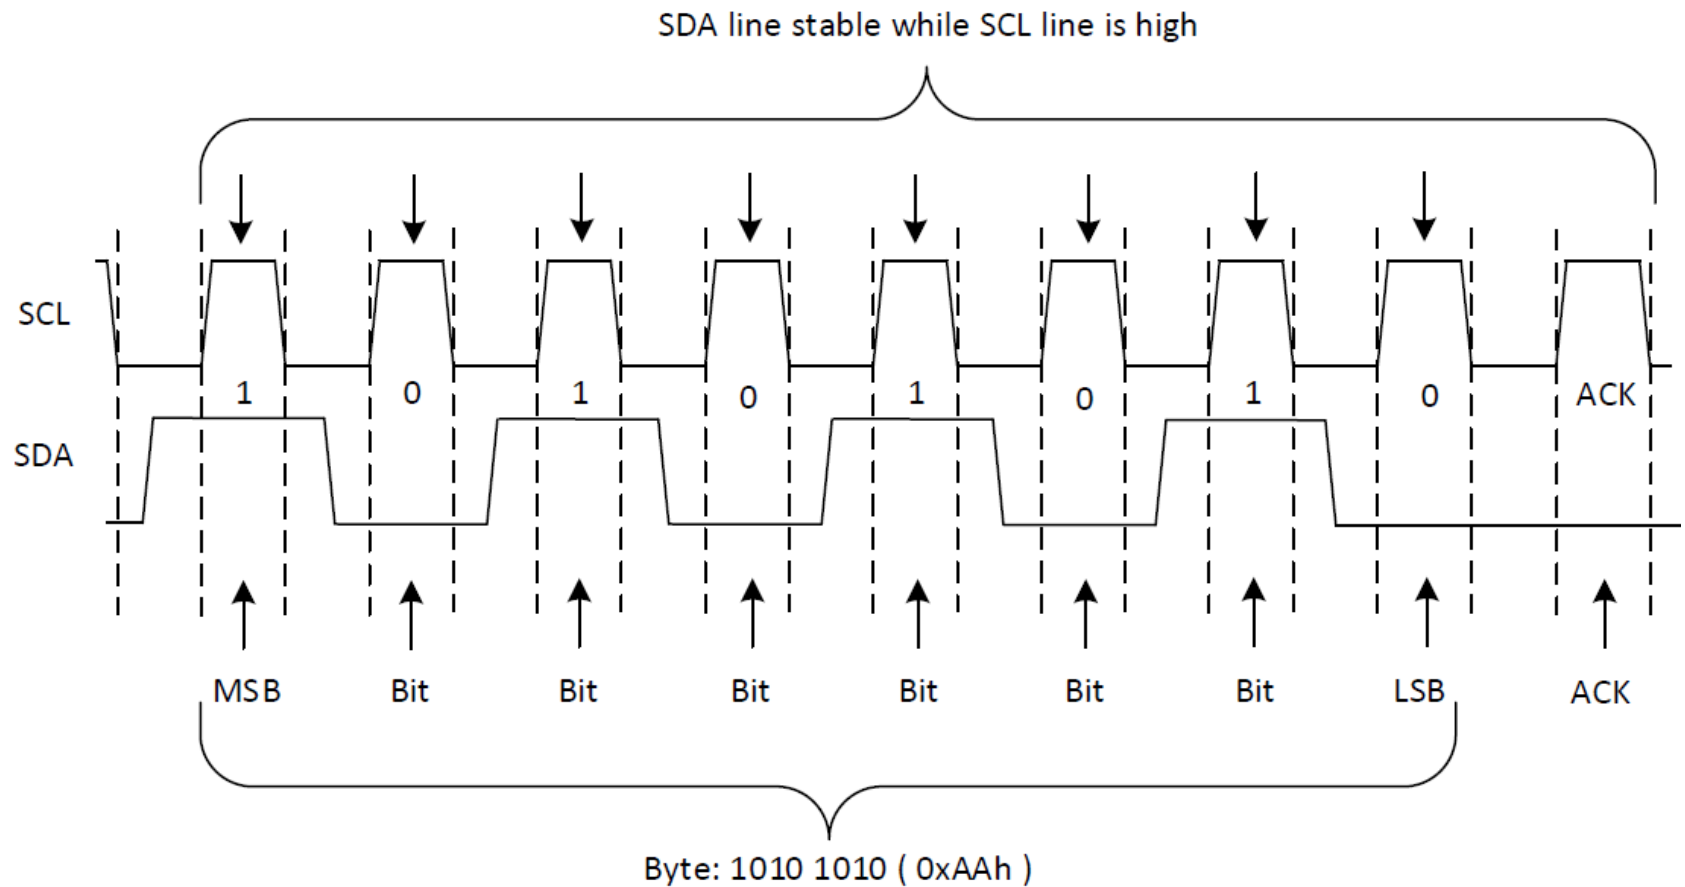 SDA line stable while SCL line is high
SCL
1 0 1 0 1 0 1 0 ACK
SDA
MSB Bit Bit Bit Bit Bit Bit LSB ACK
Byte: 1010 1010 ( 0xAAh )